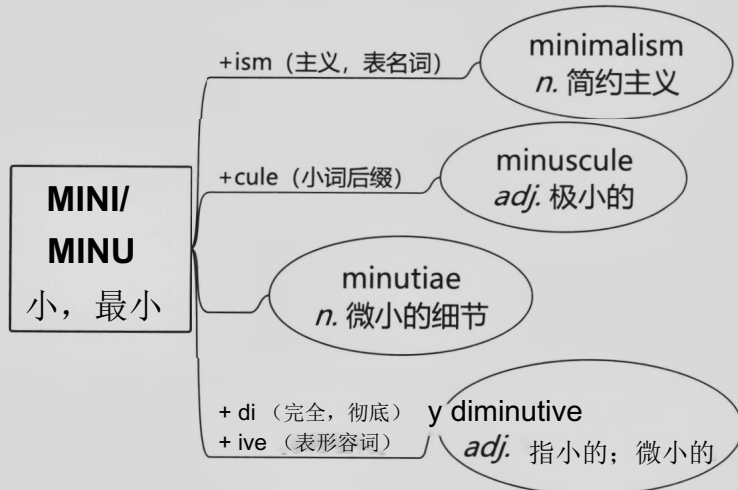 MINI/
MINU
小，最小
+ism（主义，表名词）
minimalism
n. 简约主义
+cule（小词后缀）
minuscule
adj. 极小的
minutiae
n. 微小的细节
+ di （完全，彻底）
+ ive （表形容词）
y diminutive
adj. 指小的；微小的